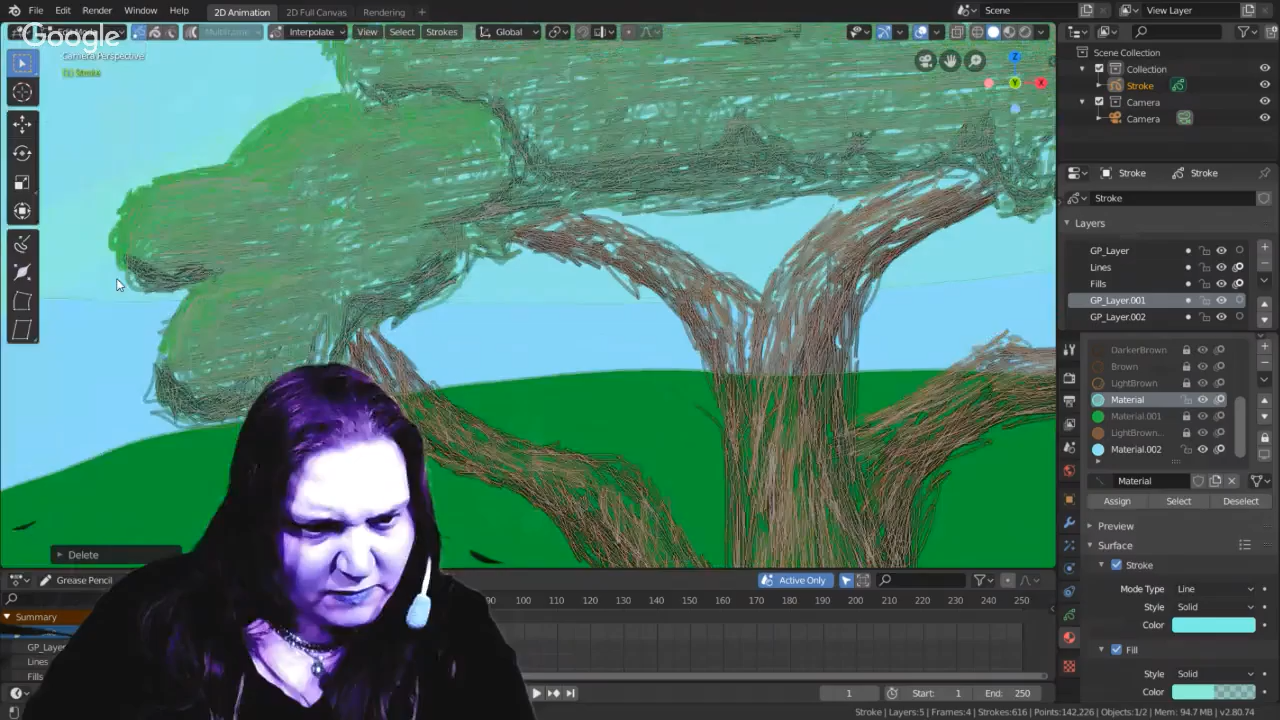 File Edit Render Window Help 2D Animation 2D Full Canvas Rendering + Scene View Layer
Google
Interpolate View Select Strokes Global
Camera Perspective
(1) Stroke
Z
Y
X
Scene Collection
Collection
Stroke
Camera
Camera
Stroke Stroke
Stroke
Layers
GP_Layer
Lines
Fills
GP_Layer.001
GP_Layer.002
DarkerBrown
Brown
LightBrown
Material
Material.001
LightBrown...
Material.002
Material
Assign Select Deselect
Preview
Surface
Stroke
Mode Type Line
Style Solid
Color
Fill
Style Solid
Color
Delete
Grease Pencil Active Only
90 100 110 120 130 140 150 160 170 180 190 200 210 220 230 240 250
Summary
GP_Laye
Lines
Fills
1 Start: 1 End: 250
Stroke | Layers:5 | Frames:4 | Strokes:616 | Points:142,226 | Objects:1/2 | Mem: 94.7 MB | v2.80.74